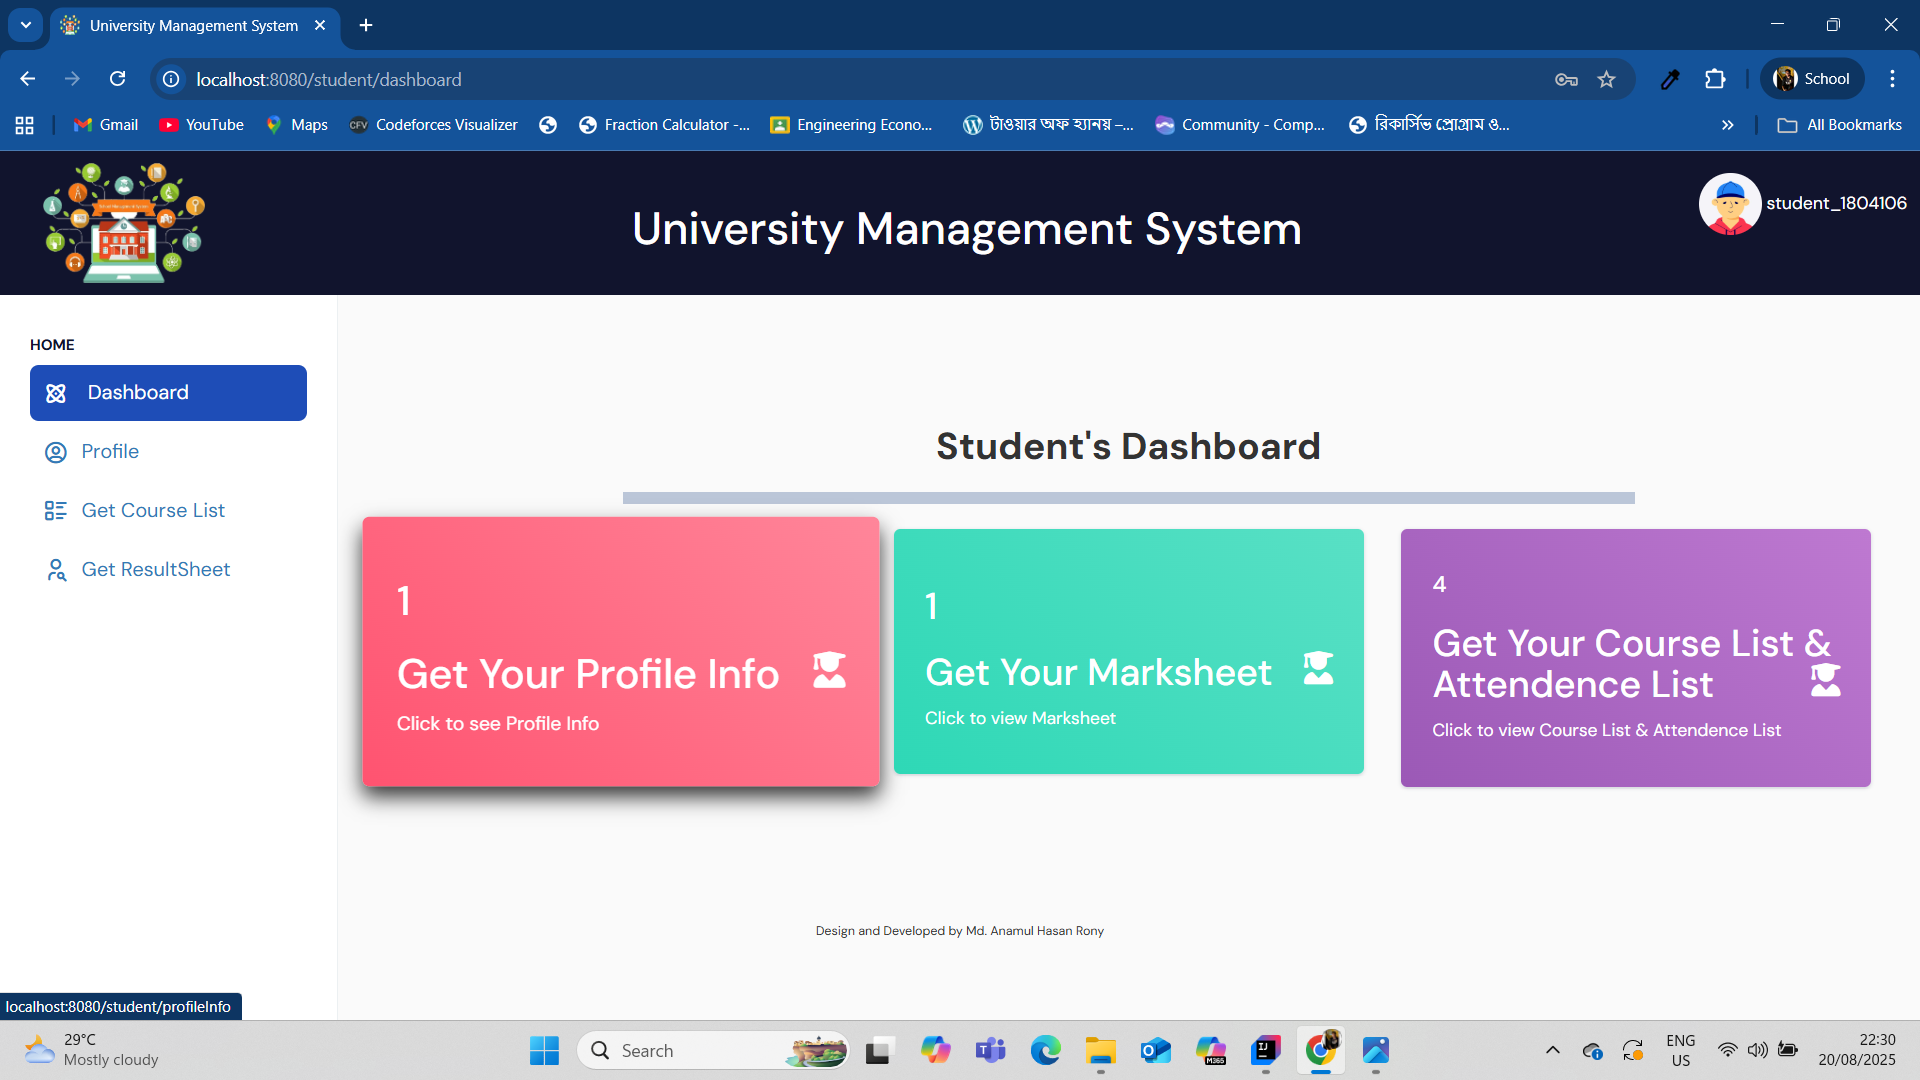 University Management System
localhost:8080/student/dashboard
School
Gmail
YouTube
Maps
CFV
Codeforces Visualizer
Fraction Calculator -...
Engineering Econo...
টাওয়ার অফ হ্যানয় –...
Community - Comp...
রিকার্সিভ প্রোগ্রাম ও...
All Bookmarks
University Management System
student_1804106
HOME
Dashboard
Profile
Get Course List
Get ResultSheet
Student's Dashboard
1
Get Your Profile Info
Click to see Profile Info
1
Get Your Marksheet
Click to view Marksheet
4
Get Your Course List &
Attendence List
Click to view Course List & Attendence List
Design and Developed by Md. Anamul Hasan Rony
localhost:8080/student/profileInfo
29°C
Mostly cloudy
Search
M365
ENG
US
22:30
20/08/2025